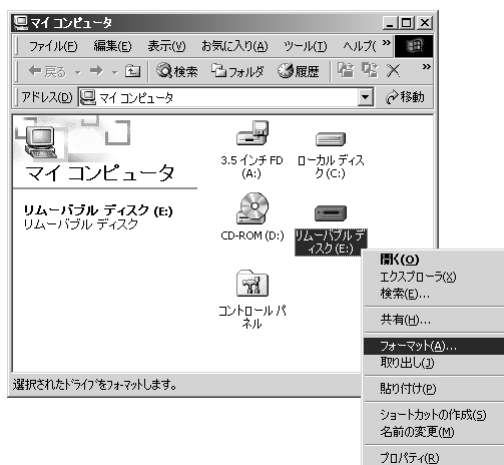 マイ コンピュータ
ファイル(F) 編集(E) 表示(V) お気に入り(A) ツール(T) ヘルプ( »
戻る 検索 フォルダ 履歴 »
アドレス(D) マイ コンピュータ 移動
マイ コンピュータ
リムーバブル ディスク (E:)
リムーバブル ディスク
3.5 インチ FD
(A:)
ローカル ディス
ク (C:)
CD-ROM (D:)
リムーバブル デ
ィスク (E:)
コントロール パ
ネル
開く(O)
エクスプローラ(X)
検索(E)...
共有(H)...
フォーマット(A)...
取り出し(J)
貼り付け(P)
ショートカットの作成(S)
名前の変更(M)
プロパティ(R)
選択されたドライブをフォーマットします。